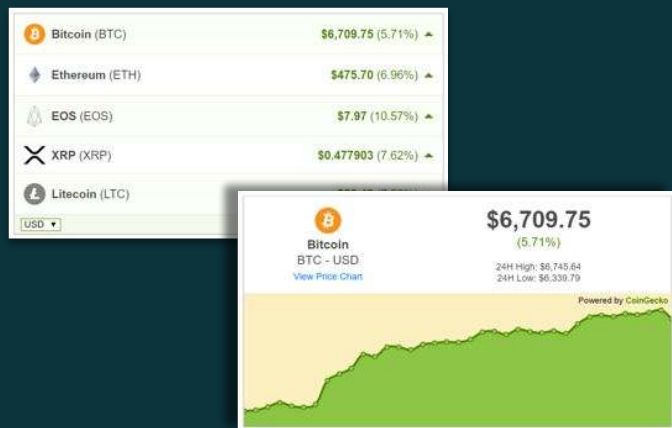 Bitcoin (BTC) $6,709.75 (5.71%) ▲
Ethereum (ETH) $475.70 (6.96%) ▲
EOS (EOS) $7.97 (10.57%) ▲
XRP (XRP) $0.477903 (7.62%) ▲
Litecoin (LTC)
USD ▼
Bitcoin
BTC - USD
View Price Chart
$6,709.75
(5.71%)
24H High: $6,745.64
24H Low: $6,339.79
Powered by CoinGecko